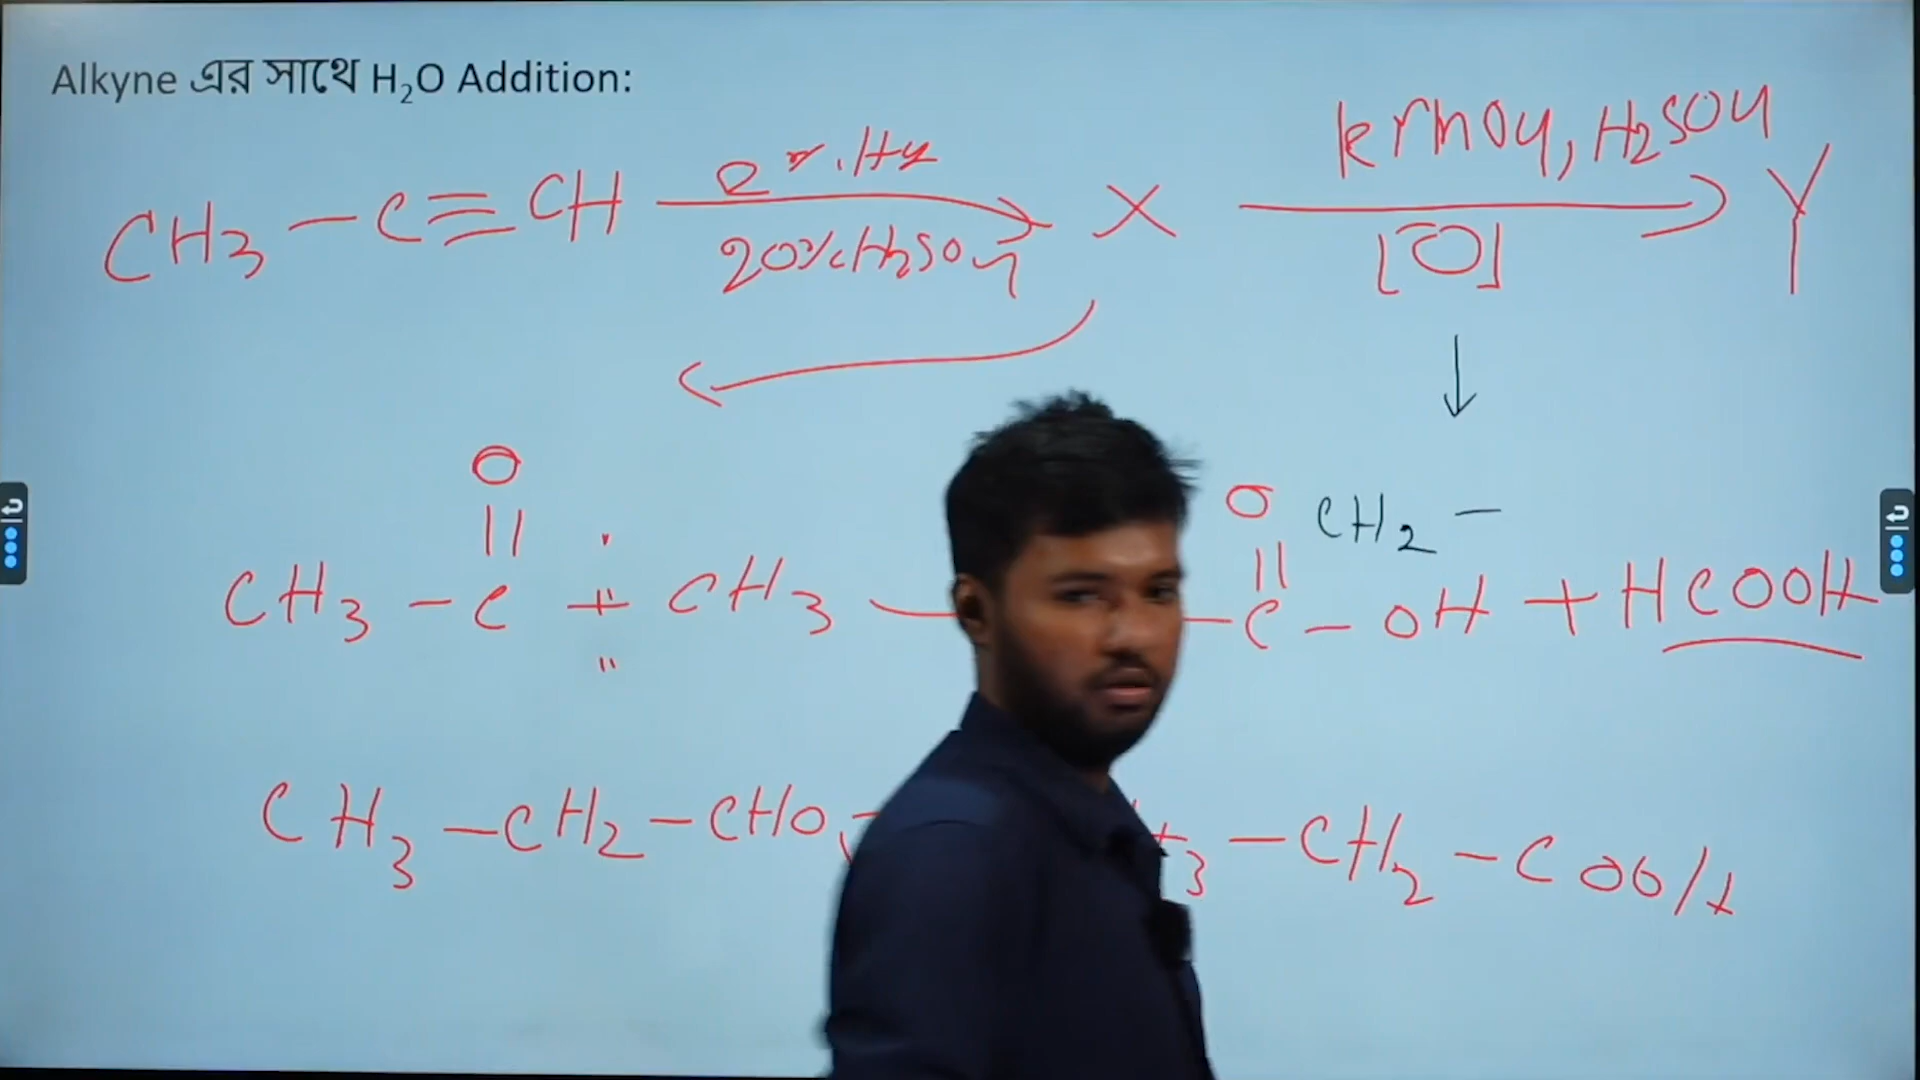 Alkyne এর সাথে H₂O Addition:
CH3 – C ≡ CH 2%.Hg 20% H2SO4 X KMnO4, H2SO4 [O] Y
O
O CH2 –
CH3 – C + CH3 – C – OH + HCOOH
CH3 – CH2 – CHO 3 – CH2 – COOH